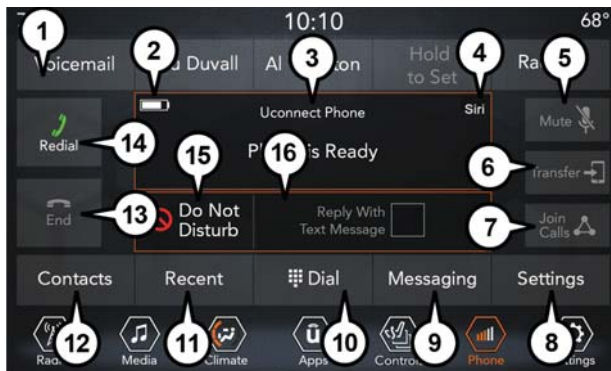 10:10
68°
1
2
3
4
5
Voicemail
Duvall
Al
Hold
to Set
Uconnect Phone
Siri
Mute
Redial
14
15
16
6
is Ready
Transfer
End
13
Do Not
Disturb
Reply With
Text Message
7
Join
Calls
Contacts
Recent
Dial
Messaging
Settings
12
11
10
9
8
Media
Climate
Apps
Phone